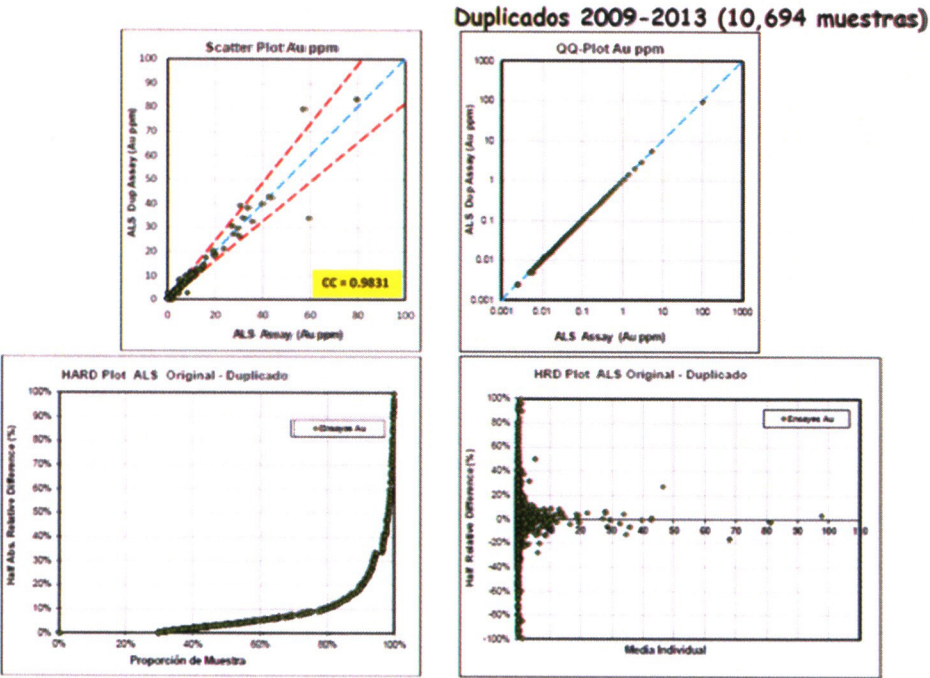 Duplicados 2009-2013 (10,694 muestras)
Scatter Plot Au ppm
ALS Dup Assay (Au ppm)
100
90
80
70
60
50
40
30
20
10
0
CC = 0.9831
0 20 40 60 80 100
ALS Assay (Au ppm)
QQ-Plot Au ppm
ALS Dup Assay (Au ppm)
1000
100
10
1
0.1
0.01
0.001
0.001 0.01 0.1 1 10 100 1000
ALS Assay (Au ppm)
HARD Plot ALS Original - Duplicado
Half Abs. Relative Difference (%)
100%
90%
80%
70%
60%
50%
40%
30%
20%
10%
0%
Ensayes Au
0% 20% 40% 60% 80% 100%
Proporción de Muestra
HRD Plot ALS Original - Duplicado
Half Relative Difference (%)
100%
80%
60%
40%
20%
0%
-20%
-40%
-60%
-80%
-100%
Ensayes Au
20 30 40 50 60 70 80 90 100
Media Individual